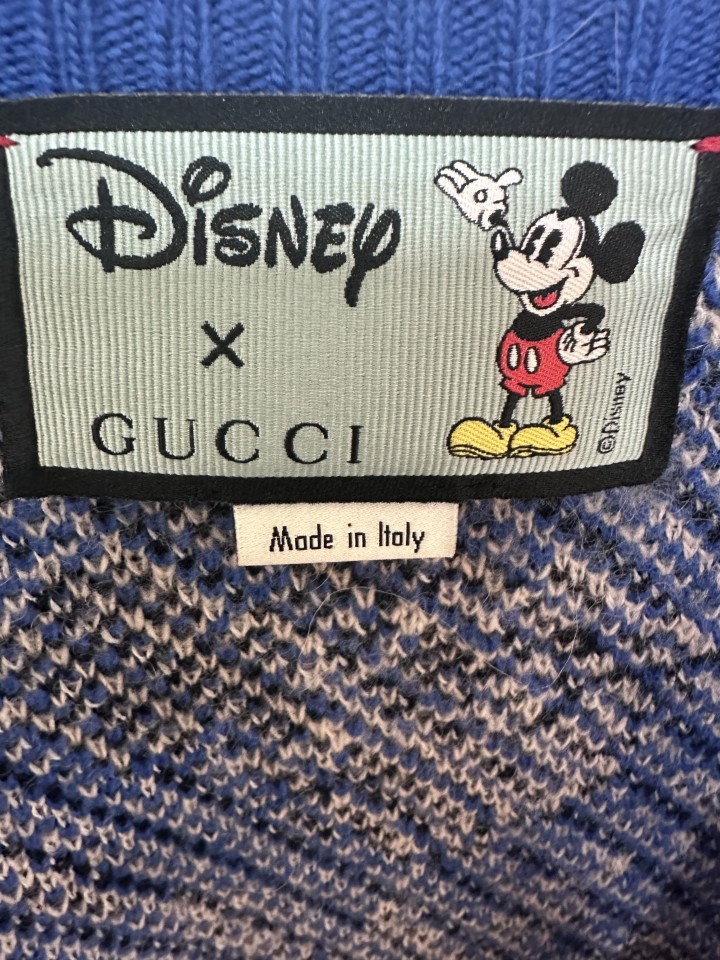 Disney
×
GUCCI
©Disney
Made in Italy